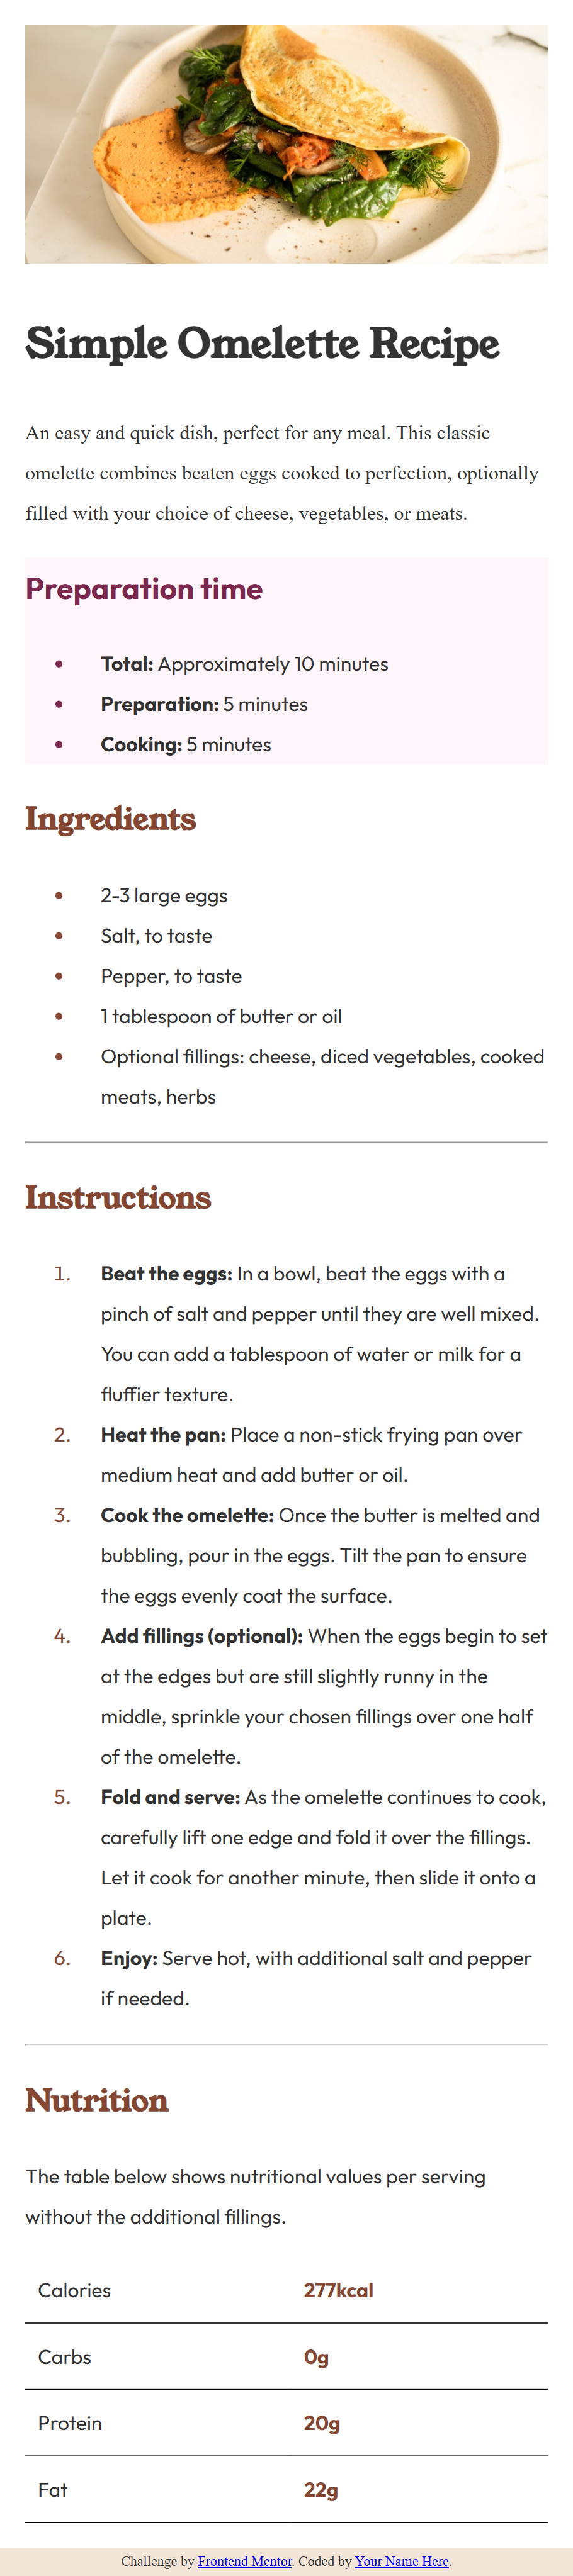 Simple Omelette Recipe
An easy and quick dish, perfect for any meal. This classic
omelette combines beaten eggs cooked to perfection, optionally
filled with your choice of cheese, vegetables, or meats.
Preparation time
• Total: Approximately 10 minutes
• Preparation: 5 minutes
• Cooking: 5 minutes
Ingredients
• 2-3 large eggs
• Salt, to taste
• Pepper, to taste
• 1 tablespoon of butter or oil
• Optional fillings: cheese, diced vegetables, cooked
meats, herbs
Instructions
1. Beat the eggs: In a bowl, beat the eggs with a
pinch of salt and pepper until they are well mixed.
You can add a tablespoon of water or milk for a
fluffier texture.
2. Heat the pan: Place a non-stick frying pan over
medium heat and add butter or oil.
3. Cook the omelette: Once the butter is melted and
bubbling, pour in the eggs. Tilt the pan to ensure
the eggs evenly coat the surface.
4. Add fillings (optional): When the eggs begin to set
at the edges but are still slightly runny in the
middle, sprinkle your chosen fillings over one half
of the omelette.
5. Fold and serve: As the omelette continues to cook,
carefully lift one edge and fold it over the fillings.
Let it cook for another minute, then slide it onto a
plate.
6. Enjoy: Serve hot, with additional salt and pepper
if needed.
Nutrition
The table below shows nutritional values per serving
without the additional fillings.
Calories 277kcal
Carbs 0g
Protein 20g
Fat 22g
Challenge by Frontend Mentor. Coded by Your Name Here.